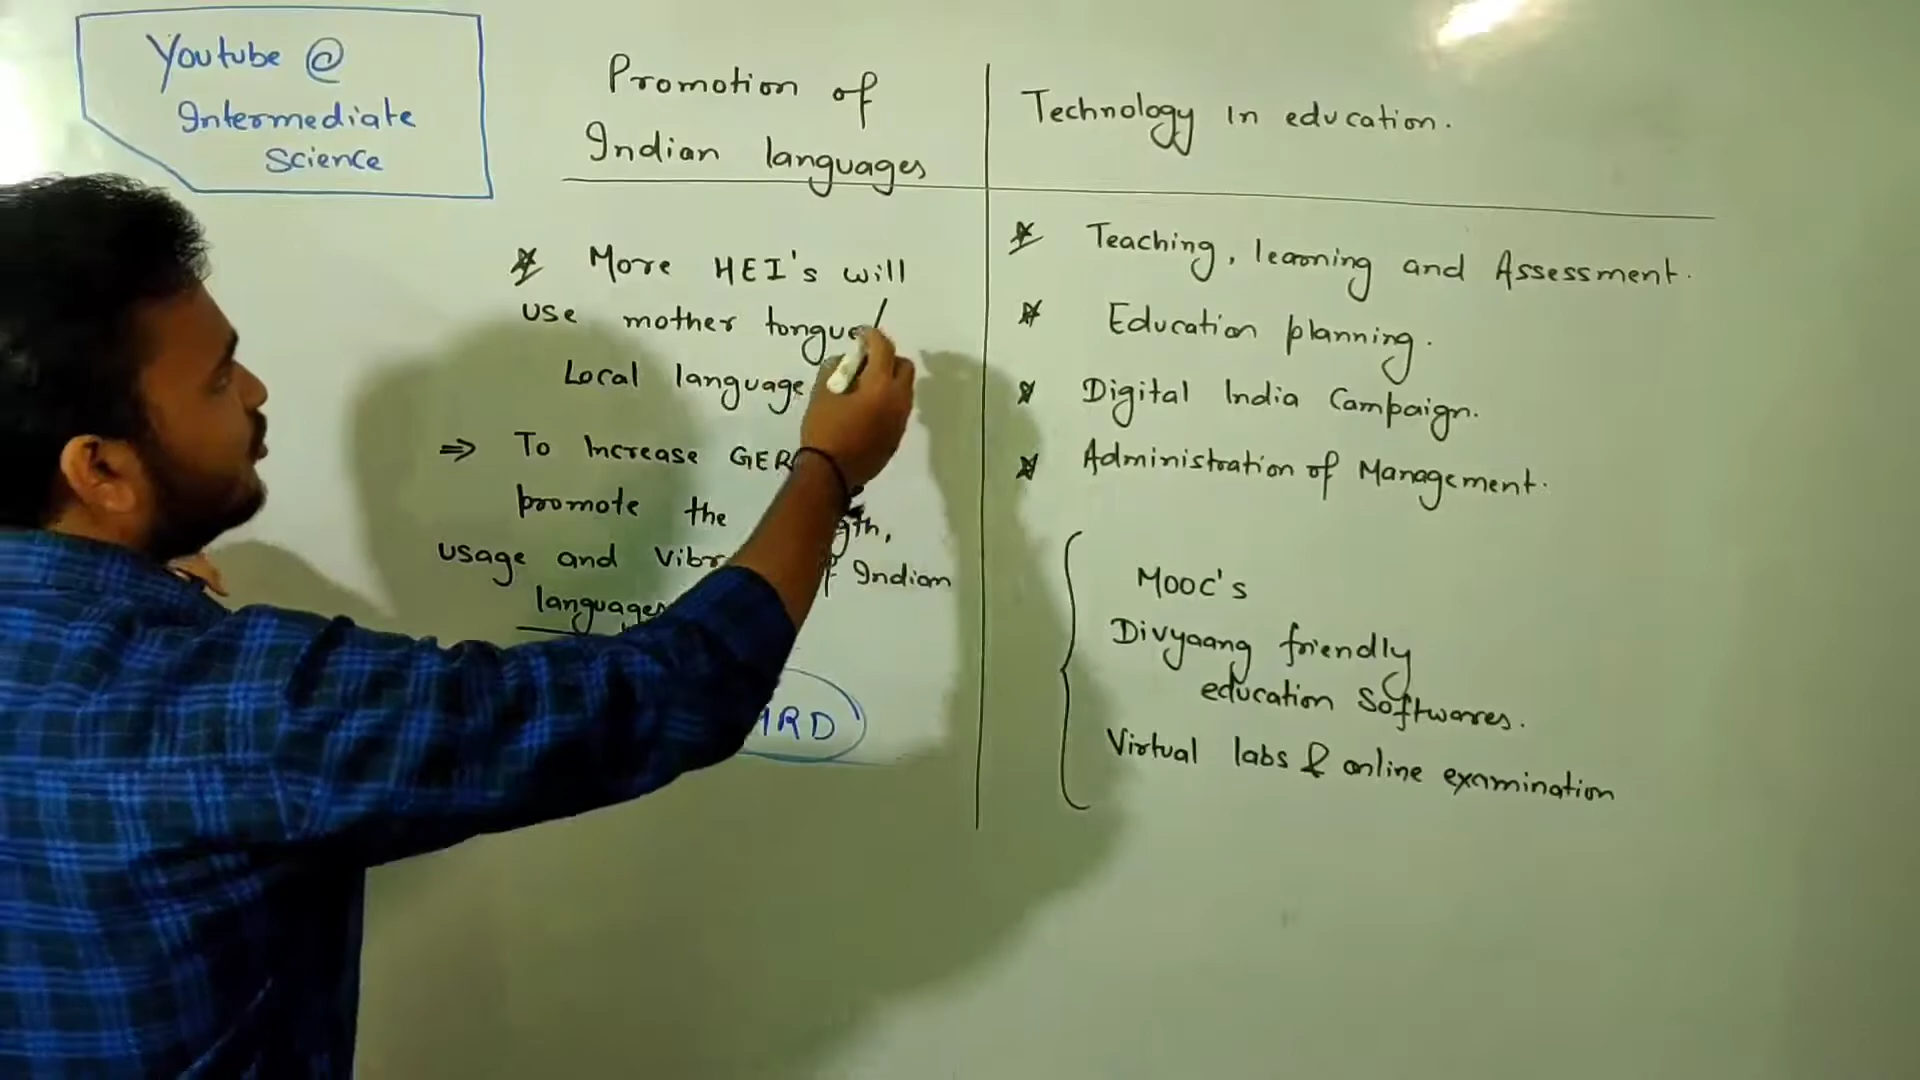 Youtube @
Intermediate
Science
Promotion of
Indian languages
* More HEI's will
use mother tongue/
Local language
⇒ To Increase GER
promote the
usage and of Indian
languages
Technology in education.
* Teaching, learning and Assessment.
* Education planning.
* Digital India Campaign.
* Administration of Management.
MOOC's
Divyaang friendly
education Softwares.
Virtual labs & online examination